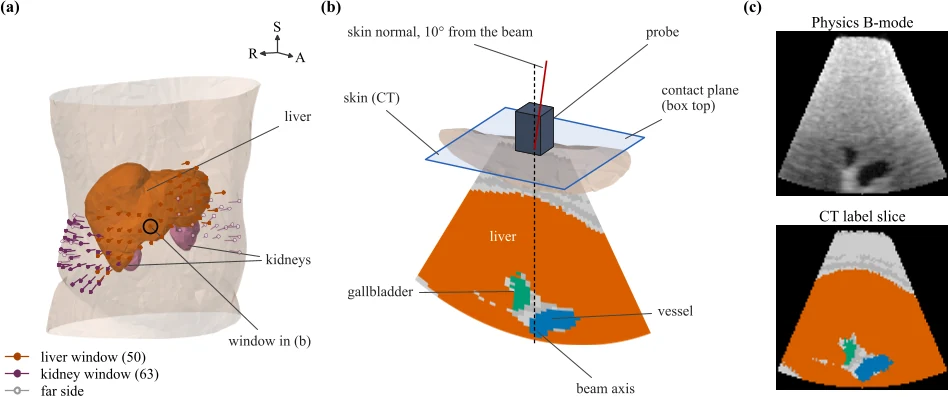 (a)
S
R
A
liver
kidneys
window in (b)
liver window (50)
kidney window (63)
far side
(b)
skin normal, 10° from the beam
probe
skin (CT)
contact plane
(box top)
liver
gallbladder
vessel
beam axis
(c)
Physics B-mode
CT label slice